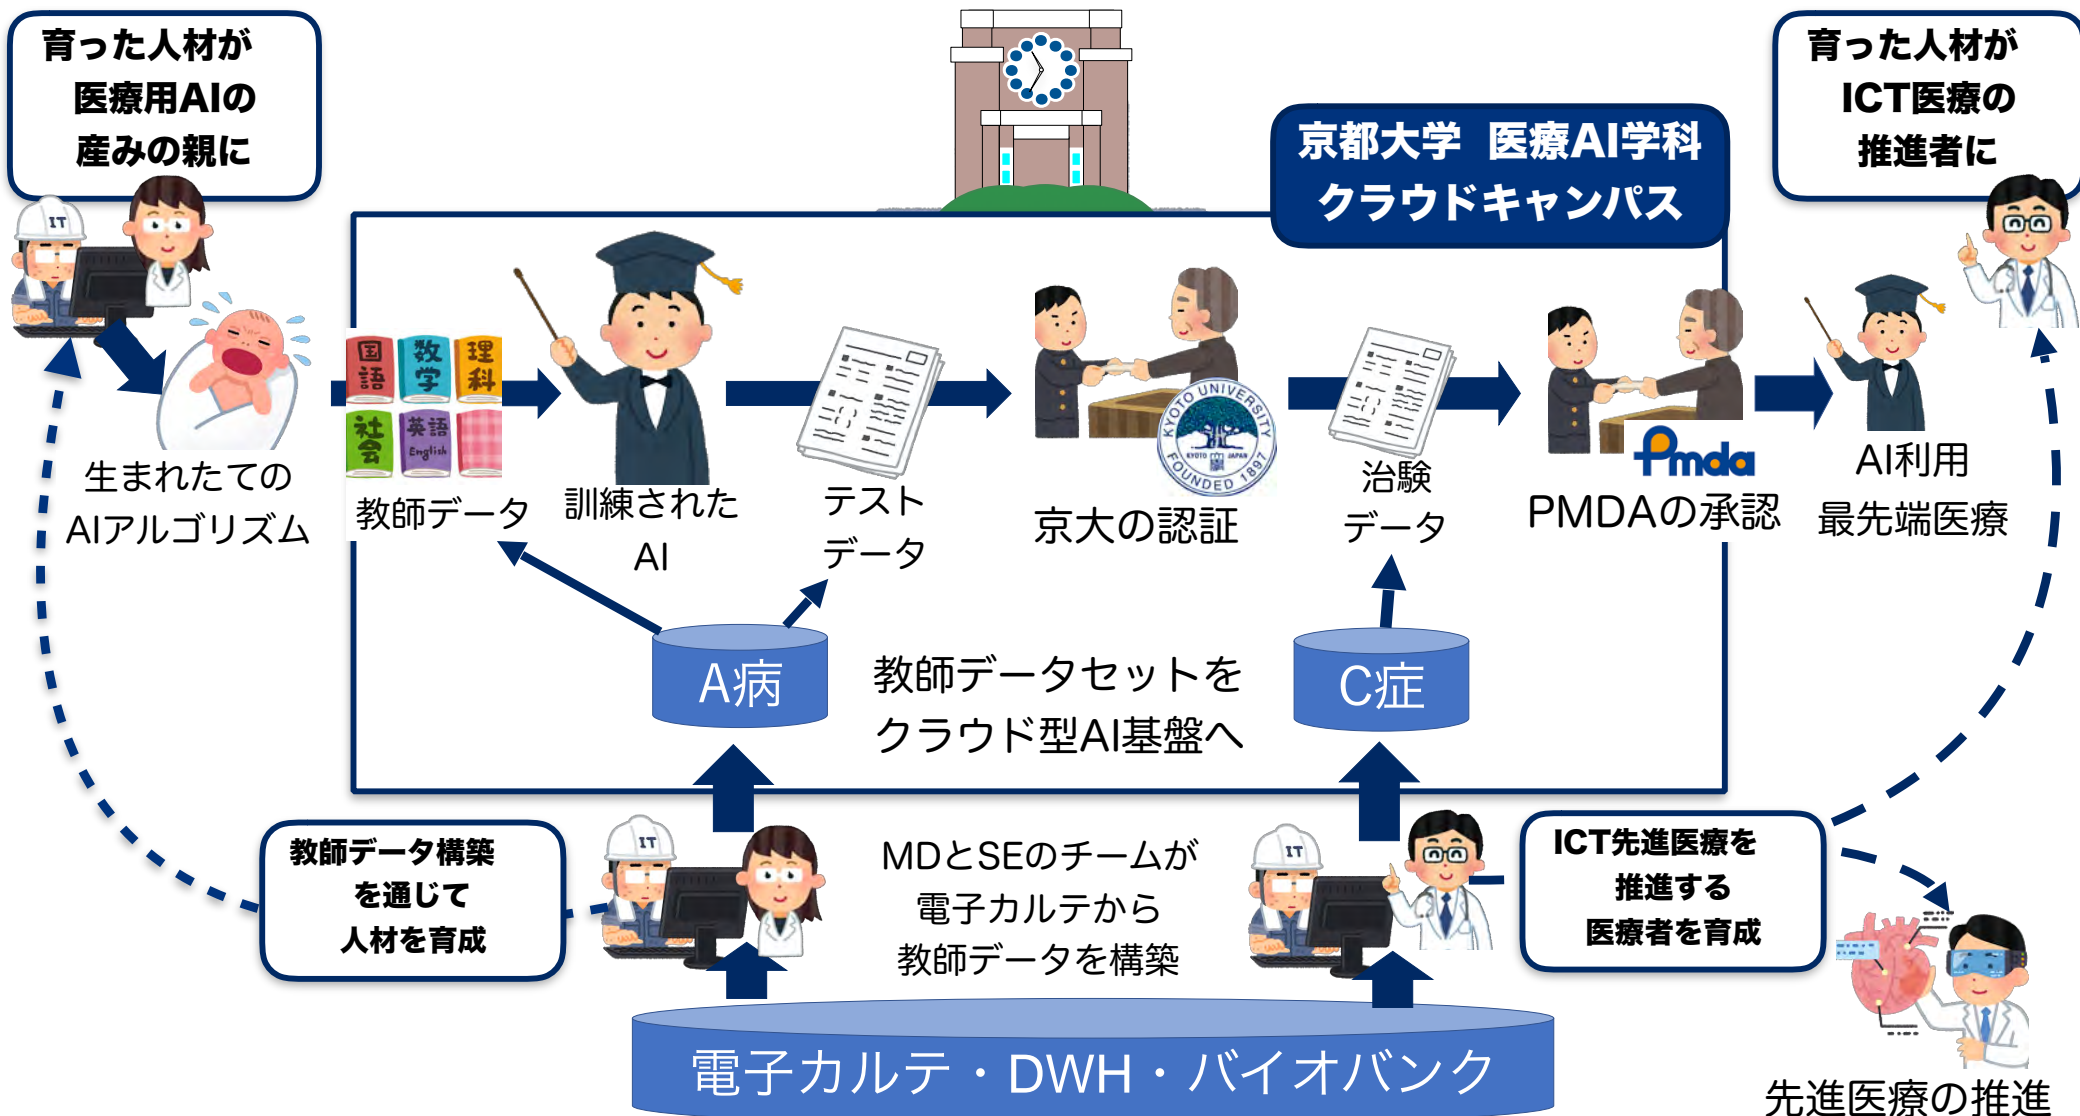 育った人材が
医療用AIの
産みの親に
育った人材が
ICT医療の
推進者に
京都大学 医療AI学科
クラウドキャンパス
IT
国語
数学
理科
社会
英語
English
KYOTO UNIVERSITY
KYOTO JAPAN
FOUNDED 1897
Pmda
生まれたての
AIアルゴリズム
教師データ
訓練された
AI
テスト
データ
京大の認証
治験
データ
PMDAの承認
AI利用
最先端医療
A病
教師データセットを
クラウド型AI基盤へ
C症
教師データ構築
を通じて
人材を育成
IT
MDとSEのチームが
電子カルテから
教師データを構築
IT
ICT先進医療を
推進する
医療者を育成
電子カルテ・DWH・バイオバンク
先進医療の推進